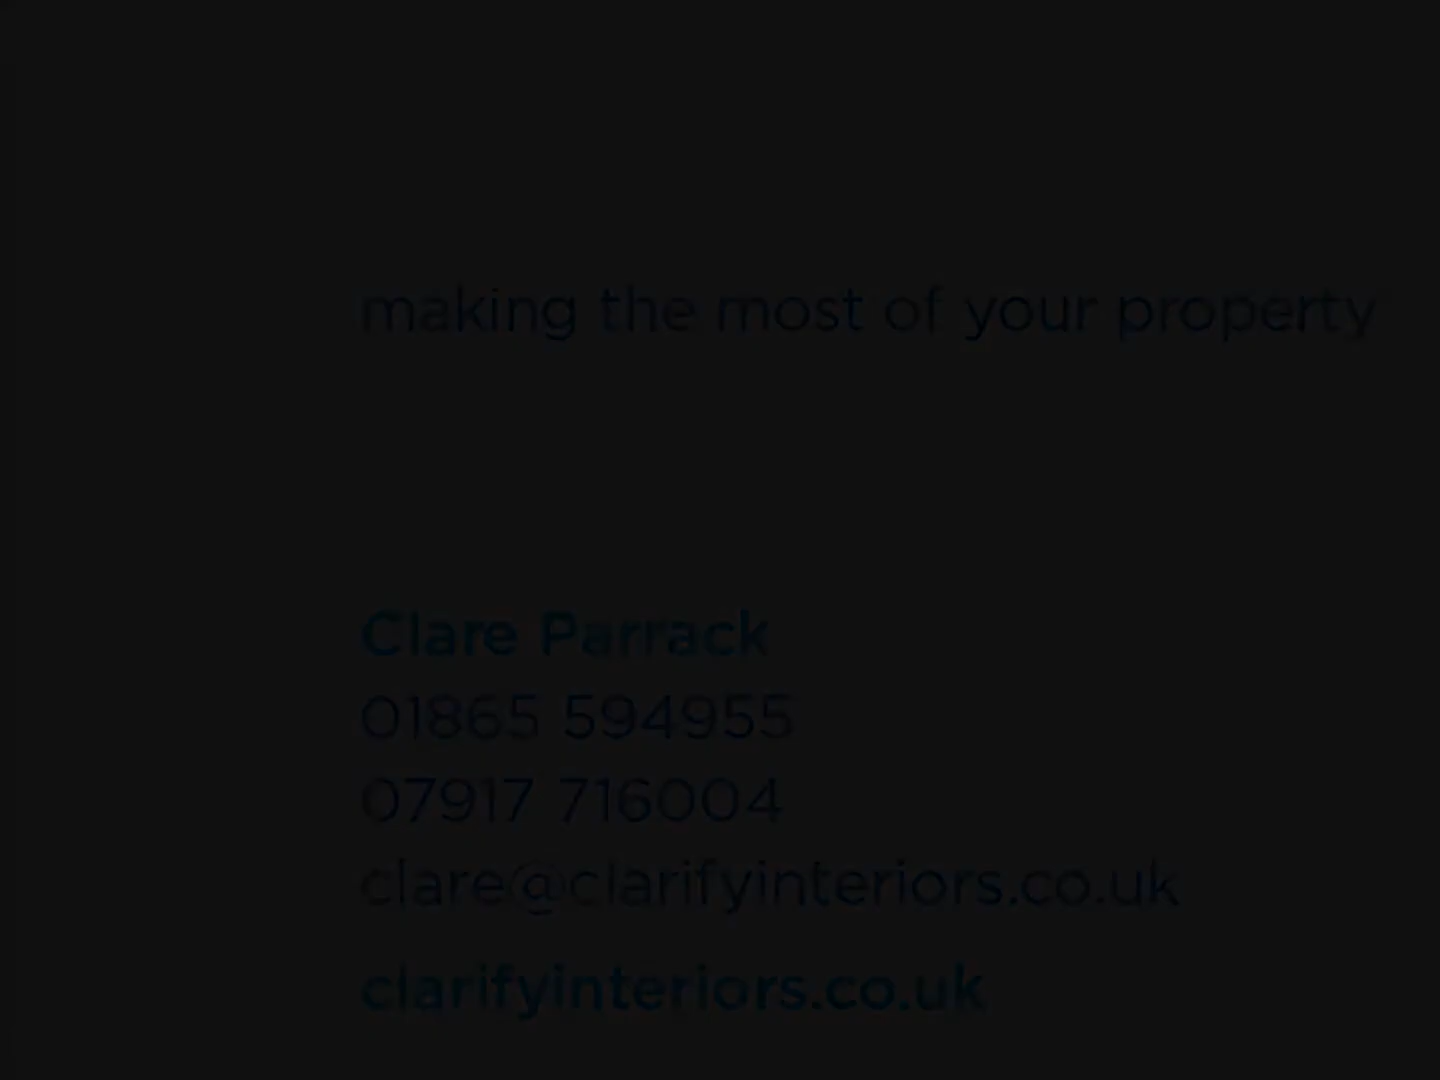 making the most of your property
Clare Parrack
01865 594955
07917 716004
clare@clarifyinteriors.co.uk
clarifyinteriors.co.uk